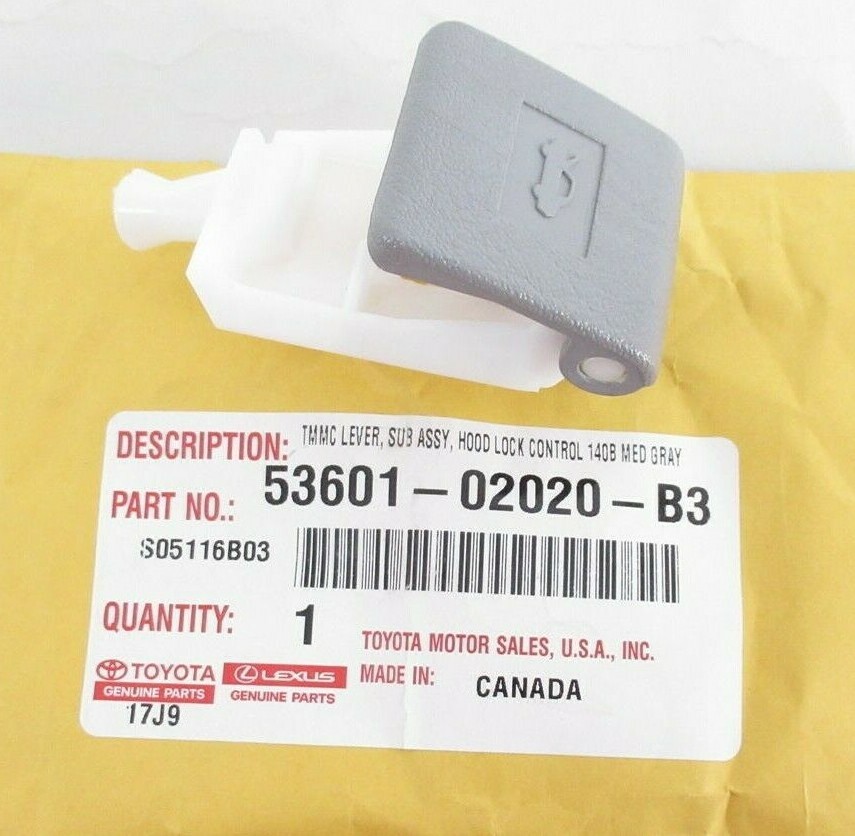 DESCRIPTION: TMMC LEVER, SUB ASSY, HOOD LOCK CONTROL 140B MED GRAY
PART NO.: 53601-02020-B3
S05116B03
QUANTITY: 1
TOYOTA MOTOR SALES, U.S.A., INC.
MADE IN: CANADA
TOYOTA
GENUINE PARTS
LEXUS
GENUINE PARTS
17J9